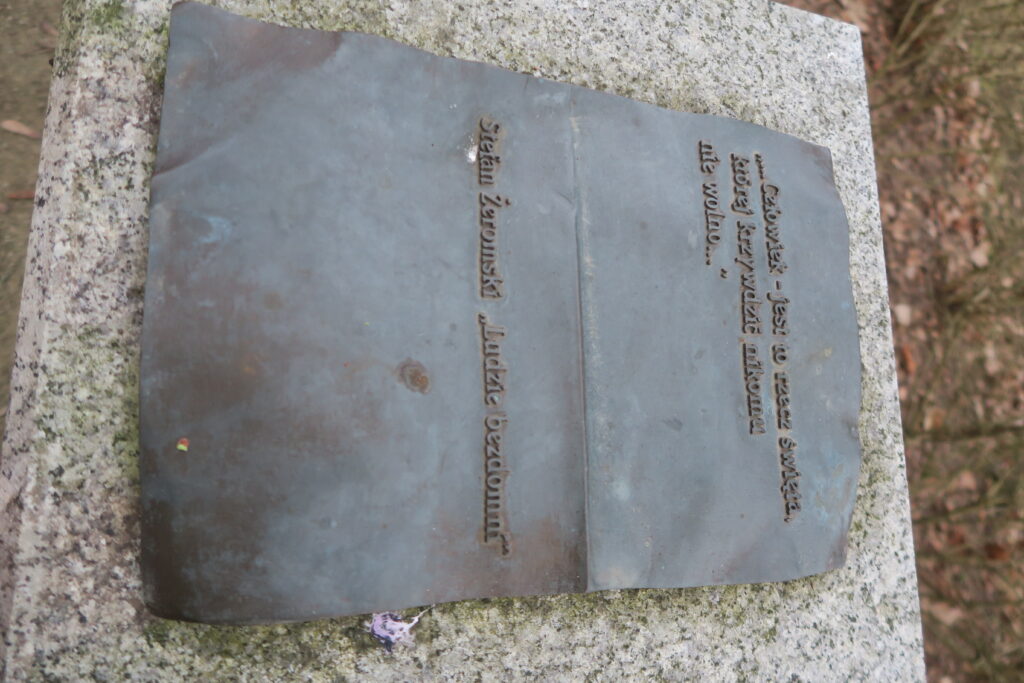 „...Człowiek - jest to rzecz święta,
której krzywdzić nikomu
nie wolno..."
Stefan Żeromski „Ludzie bezdomni"